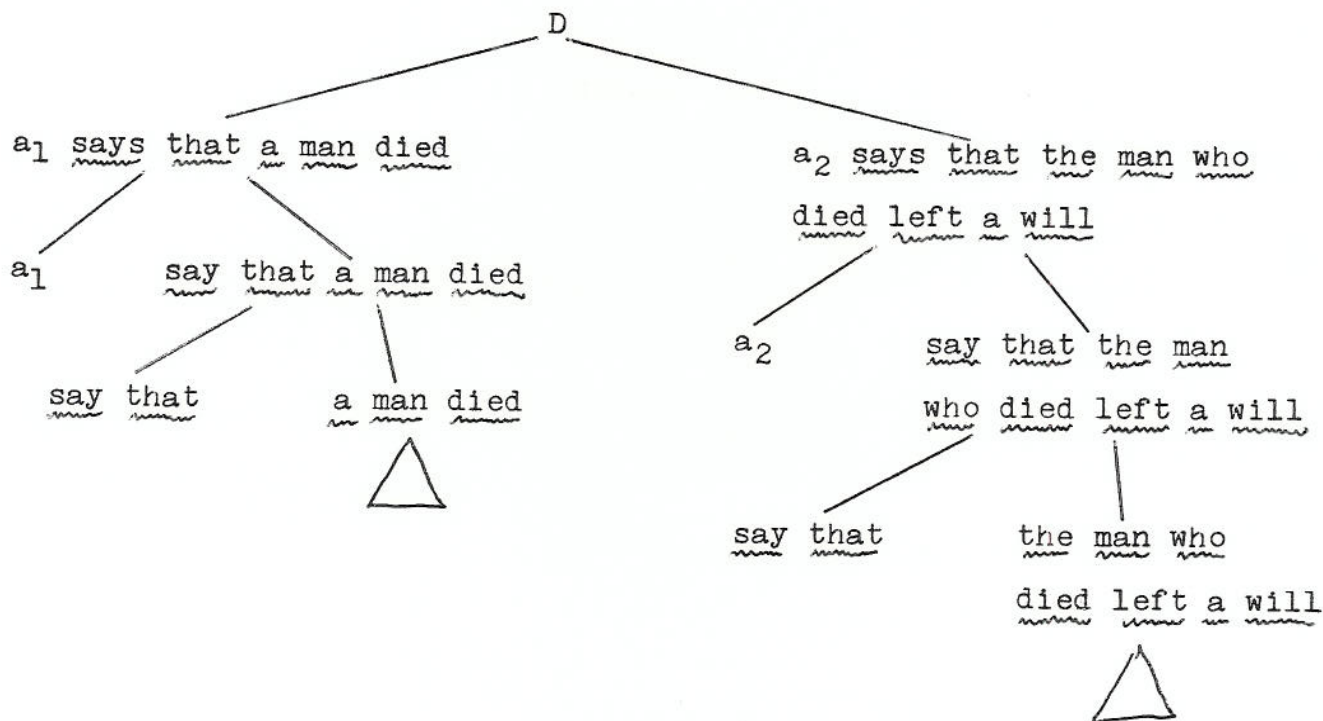 D
a₁ says that a man died
a₂ says that the man who
died left a will
a₁
say that a man died
a₂
say that the man
who died left a will
say that
a man died
say that
the man who
died left a will